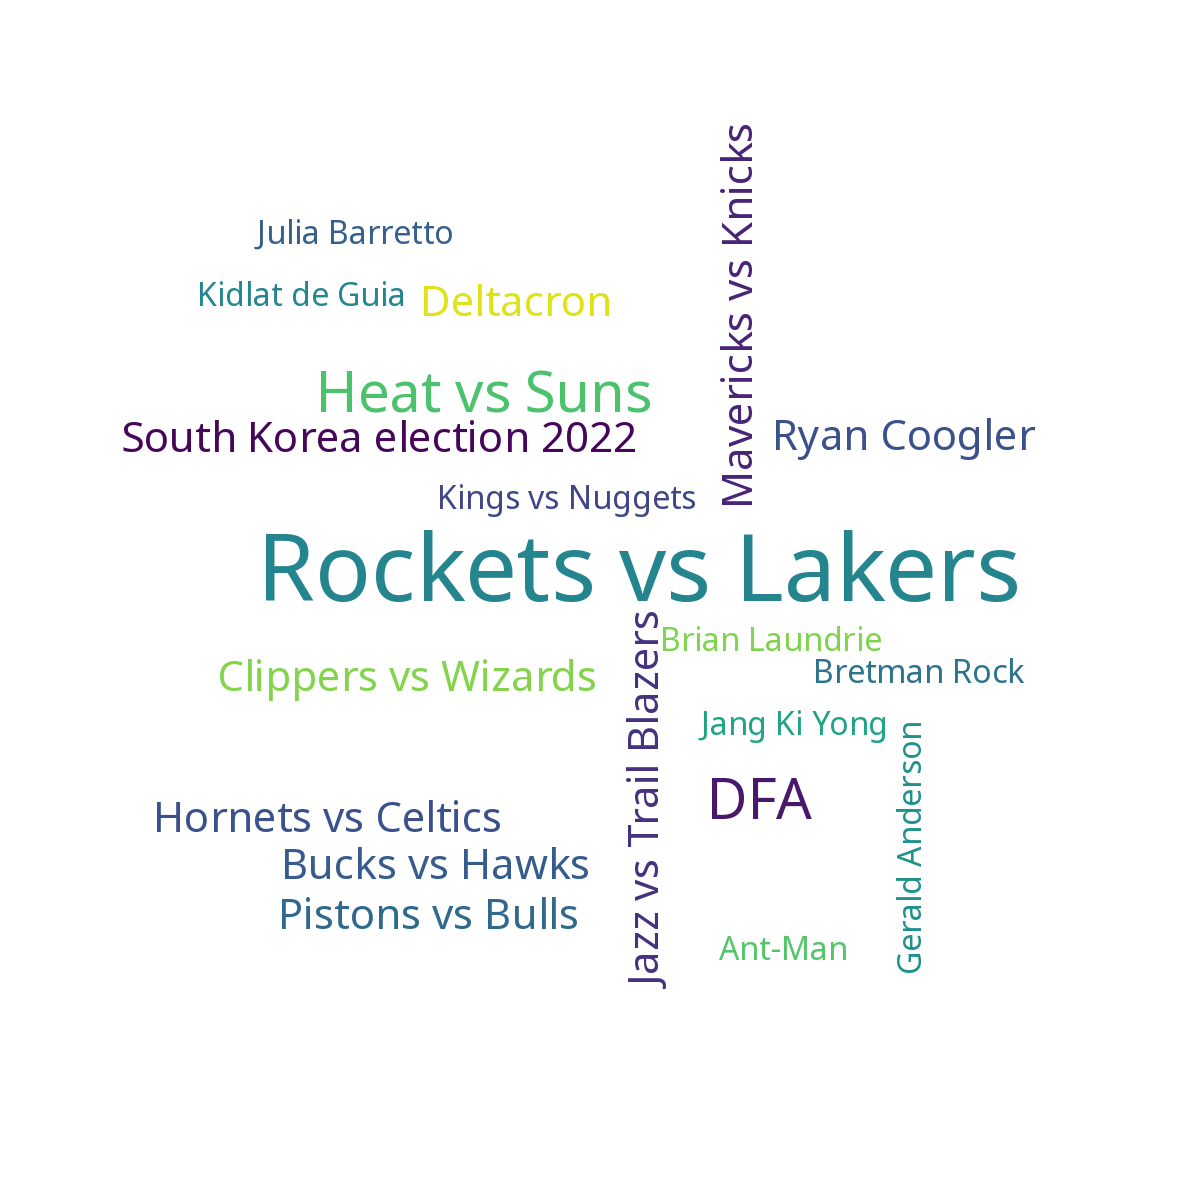 Mavericks vs Knicks
Julia Barretto
Kidlat de Guia
Deltacron
Heat vs Suns
South Korea election 2022
Ryan Coogler
Kings vs Nuggets
Rockets vs Lakers
Jazz vs Trail Blazers
Brian Laundrie
Clippers vs Wizards
Bretman Rock
Jang Ki Yong
Gerald Anderson
DFA
Hornets vs Celtics
Bucks vs Hawks
Pistons vs Bulls
Ant-Man